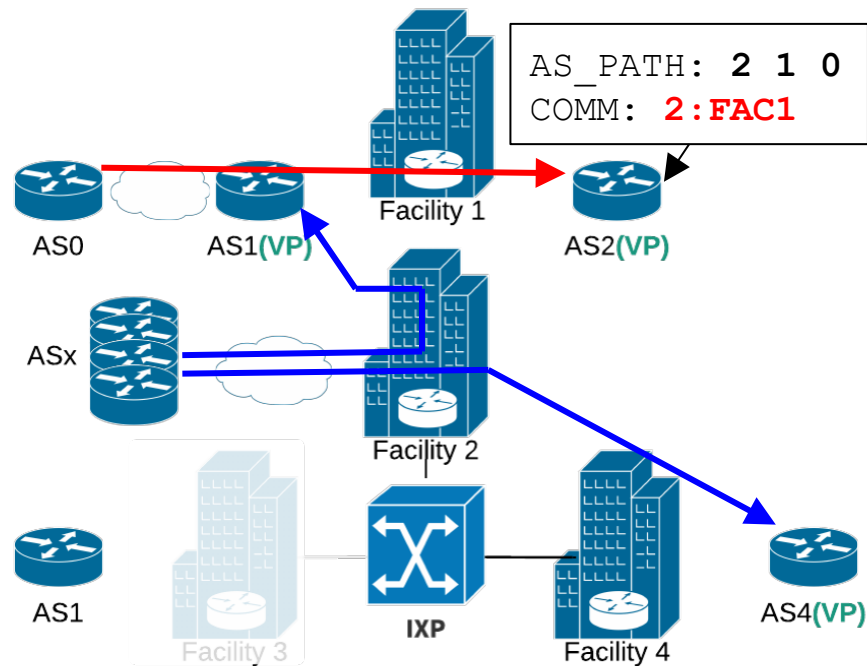 AS_PATH: 2 1 0
COMM: 2:FAC1
Facility 1
AS0
AS1(VP)
AS2(VP)
ASx
Facility 2
AS1
Facility 3
IXP
Facility 4
AS4(VP)